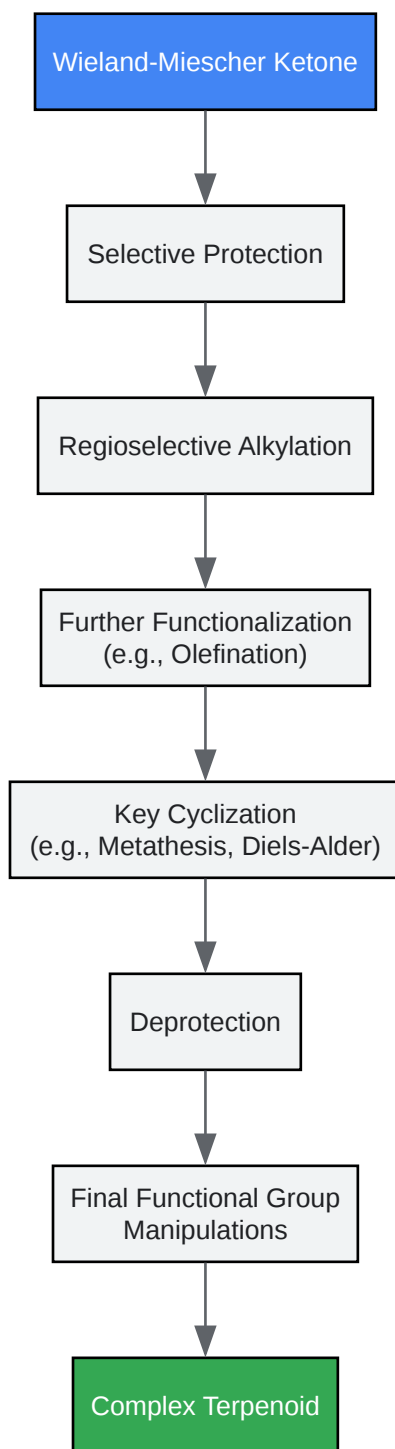 Wieland-Miescher Ketone
Selective Protection
Regioselective Alkylation
Further Functionalization
(e.g., Olefination)
Key Cyclization
(e.g., Metathesis, Diels-Alder)
Deprotection
Final Functional Group
Manipulations
Complex Terpenoid